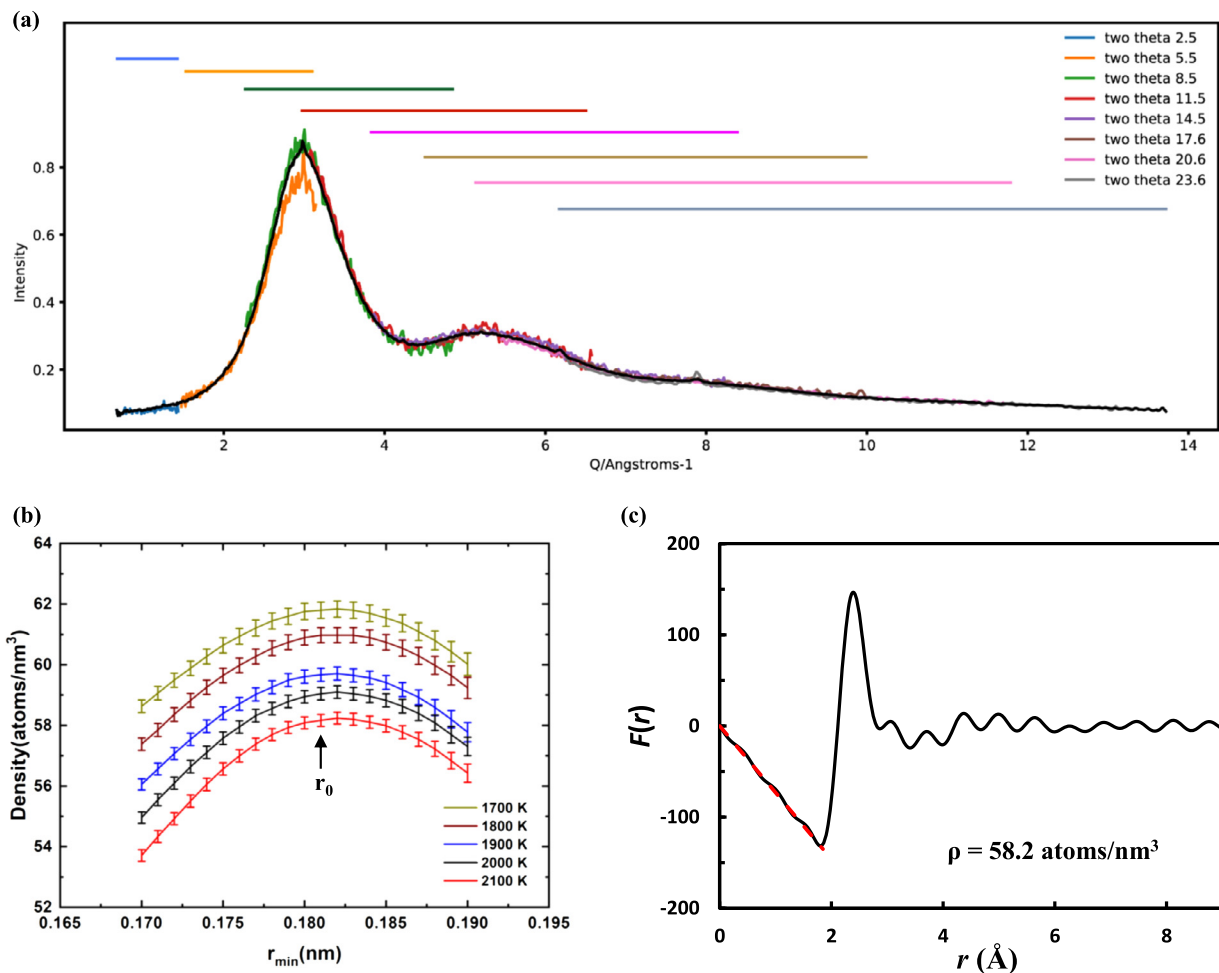 (a)
two theta 2.5
two theta 5.5
two theta 8.5
two theta 11.5
two theta 14.5
two theta 17.6
two theta 20.6
two theta 23.6
Intensity
0.8
0.6
0.4
0.2
2 4 6 8 10 12 14
Q/Angstroms-1
(b)
Density(atoms/nm³)
64
62
60
58
56
54
52
r₀
1700 K
1800 K
1900 K
2000 K
2100 K
0.165 0.170 0.175 0.180 0.185 0.190 0.195
rₘᵢₙ(nm)
(c)
F(r)
200
100
0
-100
-200
ρ = 58.2 atoms/nm³
0 2 4 6 8
r (Å)